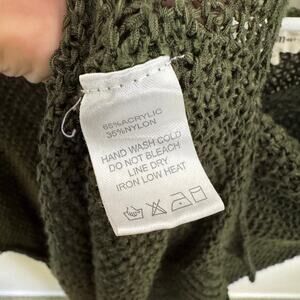 65%ACRYLIC
35%NYLON
HAND WASH COLD
DO NOT BLEACH
LINE DRY
IRON LOW HEAT